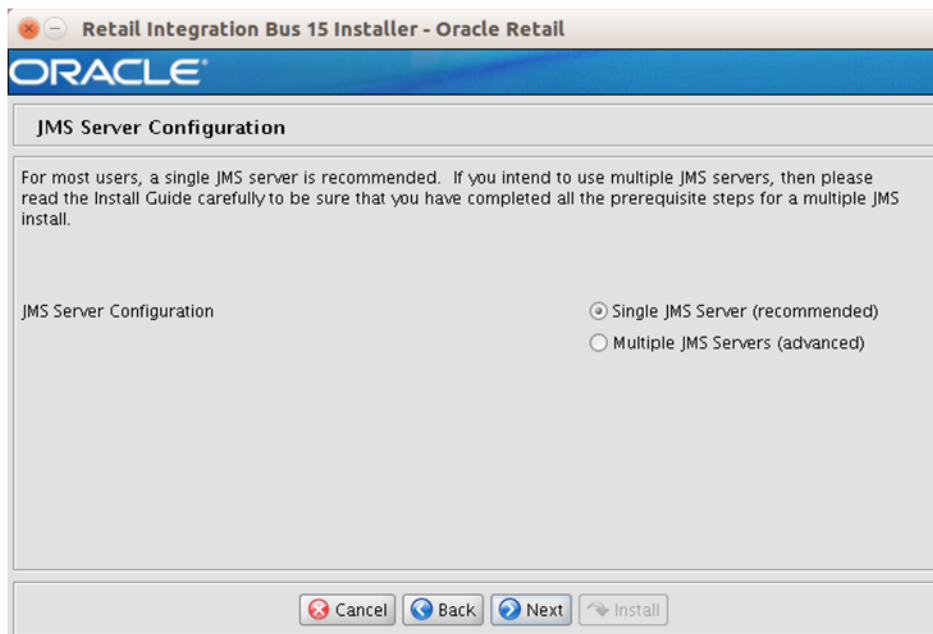 Retail Integration Bus 15 Installer - Oracle Retail
ORACLE®
JMS Server Configuration
For most users, a single JMS server is recommended. If you intend to use multiple JMS servers, then please
read the Install Guide carefully to be sure that you have completed all the prerequisite steps for a multiple JMS
install.
JMS Server Configuration
Single JMS Server (recommended)
Multiple JMS Servers (advanced)
Cancel Back Next Install